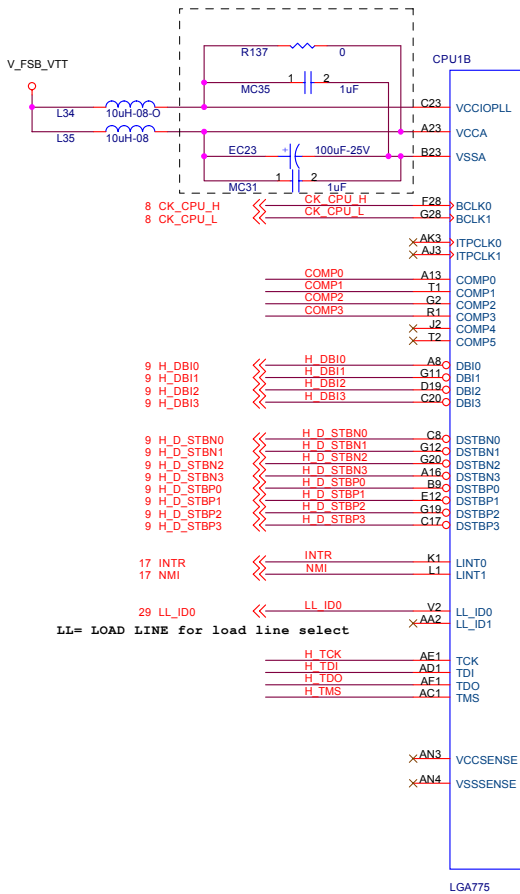 R137 0
CPU1B
V_FSB_VTT
MC35 1 2 1uF
L34 10uH-08-O C23 VCCIOPLL
L35 10uH-08 A23 VCCA
EC23 + 100uF-25V B23 VSSA
MC31 1 2 1uF
8 CK_CPU_H CK_CPU_H F28 BCLK0
8 CK_CPU_L CK_CPU_L G28 BCLK1
AK3 ITPCLK0
AJ3 ITPCLK1
COMP0 A13 COMP0
COMP1 T1 COMP1
COMP2 G2 COMP2
COMP3 R1 COMP3
J2 COMP4
T2 COMP5
9 H_DBI0 H_DBI0 A8 DBI0
9 H_DBI1 H_DBI1 G11 DBI1
9 H_DBI2 H_DBI2 D19 DBI2
9 H_DBI3 H_DBI3 C20 DBI3
9 H_D_STBN0 H_D_STBN0 C8 DSTBN0
9 H_D_STBN1 H_D_STBN1 G12 DSTBN1
9 H_D_STBN2 H_D_STBN2 G20 DSTBN2
9 H_D_STBN3 H_D_STBN3 A16 DSTBN3
9 H_D_STBP0 H_D_STBP0 B9 DSTBP0
9 H_D_STBP1 H_D_STBP1 E12 DSTBP1
9 H_D_STBP2 H_D_STBP2 G19 DSTBP2
9 H_D_STBP3 H_D_STBP3 C17 DSTBP3
17 INTR INTR K1 LINT0
17 NMI NMI L1 LINT1
29 LL_ID0 LL_ID0 V2 LL_ID0
AA2 LL_ID1
LL= LOAD LINE for load line select
H_TCK AE1 TCK
H_TDI AD1 TDI
H_TDO AF1 TDO
H_TMS AC1 TMS
AN3 VCCSENSE
AN4 VSSSENSE
LGA775